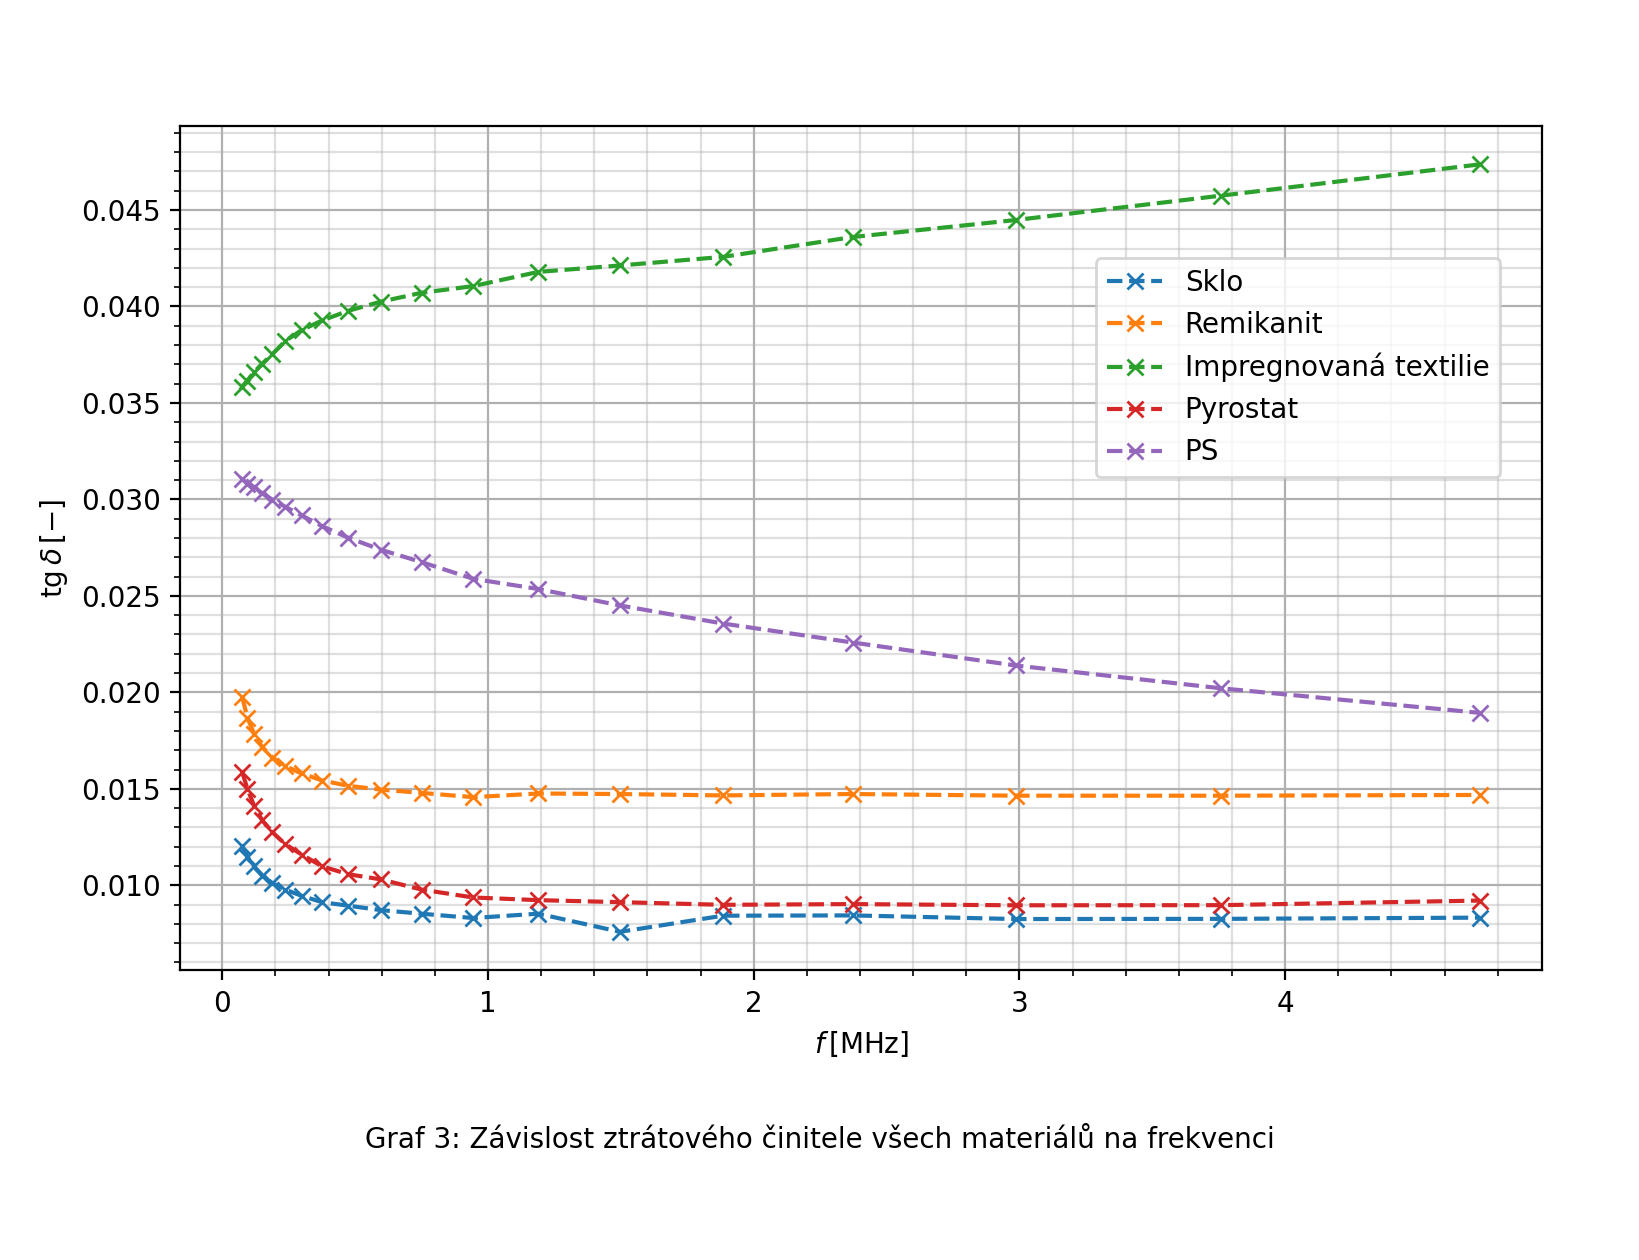 0.045
0.040
0.035
0.030
0.025
0.020
0.015
0.010
tg δ [−]
Sklo
Remikanit
Impregnovaná textilie
Pyrostat
PS
0 1 2 3 4
f [MHz]
Graf 3: Závislost ztrátového činitele všech materiálů na frekvenci